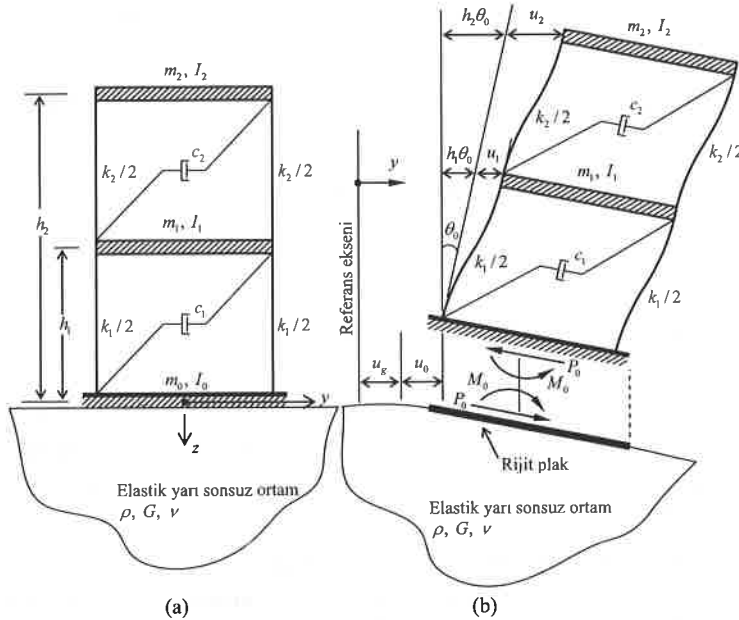 m₂, I₂
c₂
k₂/2
k₂/2
h₂
m₁, I₁
c₁
k₁/2
k₁/2
h₁
m₀, I₀
y
z
Elastik yarı sonsuz ortam
ρ, G, ν
(a)
h₂θ₀
u₂
m₂, I₂
c₂
k₂/2
k₂/2
h₁θ₀
u₁
m₁, I₁
y
θ₀
c₁
k₁/2
k₁/2
Referans ekseni
u_g
u₀
P₀
M₀
M₀
P₀
Rijit plak
Elastik yarı sonsuz ortam
ρ, G, ν
(b)